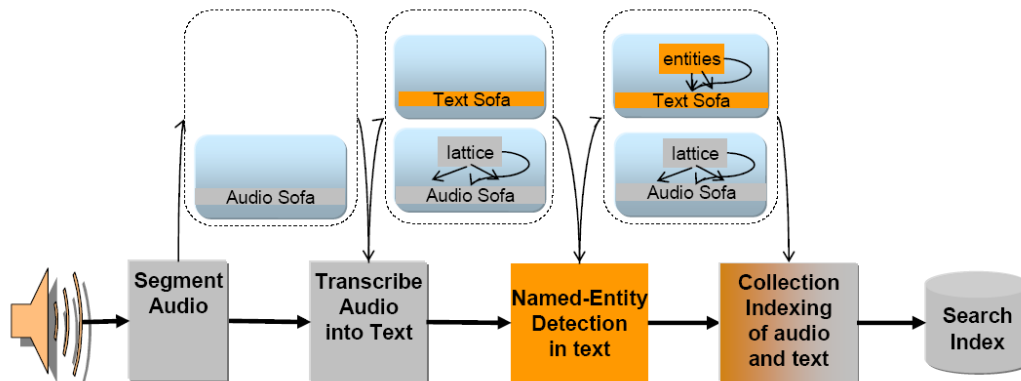 entities
Text Sofa
Text Sofa
lattice
lattice
Audio Sofa
Audio Sofa
Audio Sofa
Segment
Audio
Transcribe
Audio
into Text
Named-Entity
Detection
in text
Collection
Indexing
of audio
and text
Search
Index